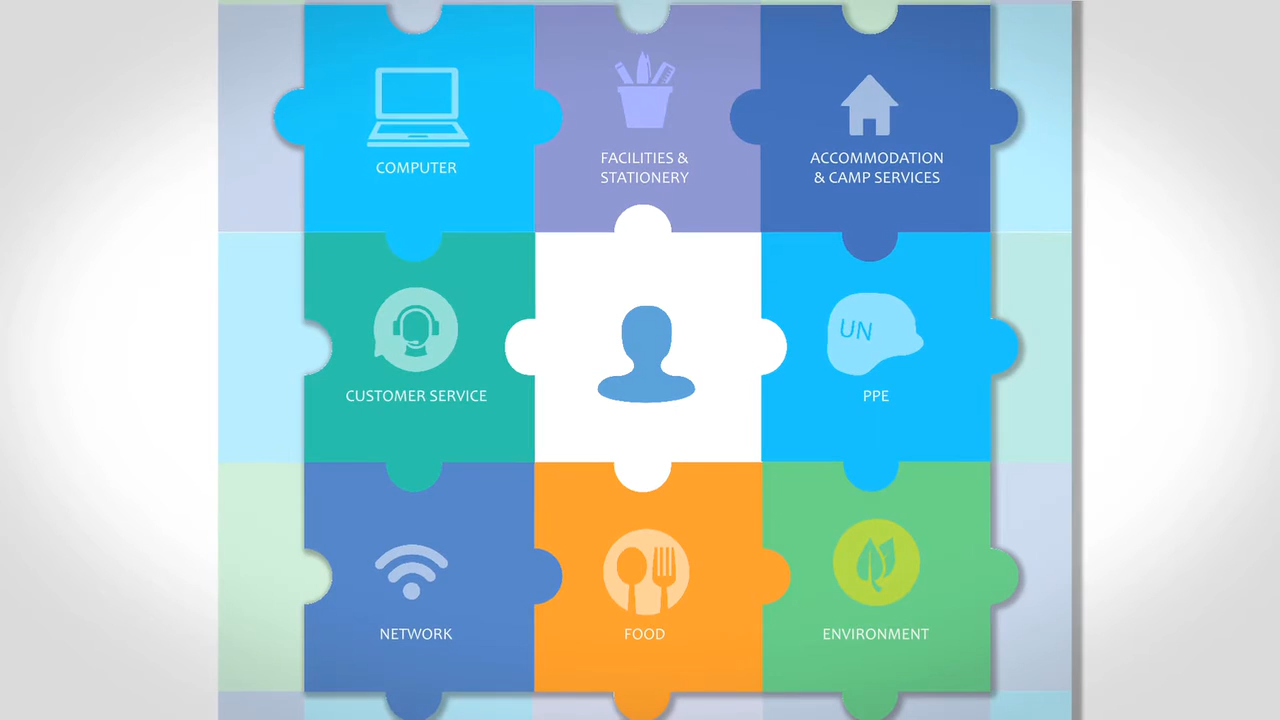 COMPUTER
FACILITIES &
STATIONERY
ACCOMMODATION
& CAMP SERVICES
CUSTOMER SERVICE
UN
PPE
NETWORK
FOOD
ENVIRONMENT